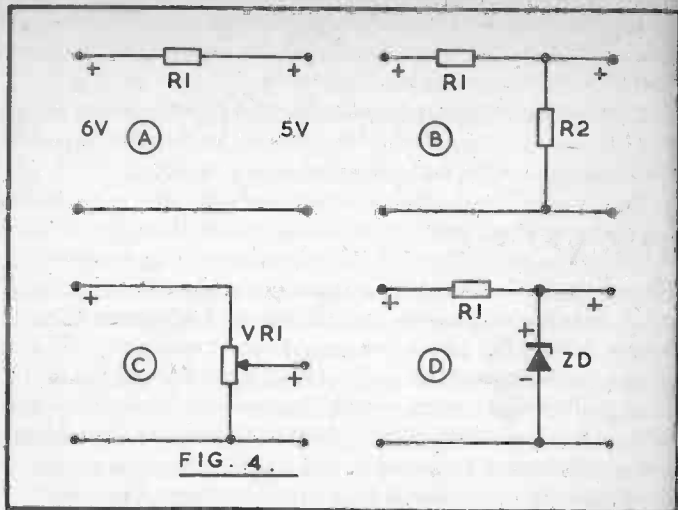 + R1 +
6V A 5V
+ R1 +
B R2
+
C VR1 +
+ R1 +
+
D ZD
-
FIG. 4.